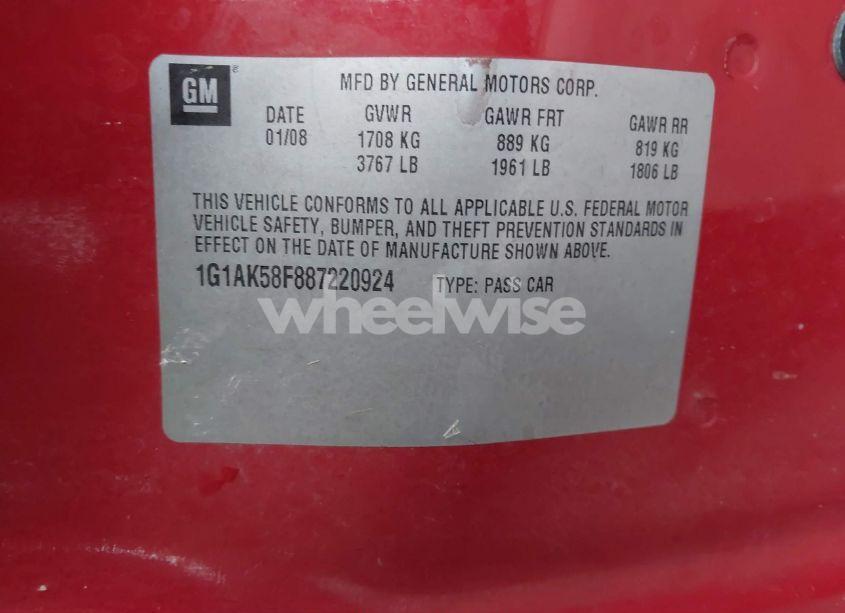 GM
MFD BY GENERAL MOTORS CORP.
DATE GVWR GAWR FRT GAWR RR
01/08 1708 KG 889 KG 819 KG
3767 LB 1961 LB 1806 LB
THIS VEHICLE CONFORMS TO ALL APPLICABLE U.S. FEDERAL MOTOR
VEHICLE SAFETY, BUMPER, AND THEFT PREVENTION STANDARDS IN
EFFECT ON THE DATE OF MANUFACTURE SHOWN ABOVE.
1G1AK58F887220924 TYPE: PASS CAR
wheelwise